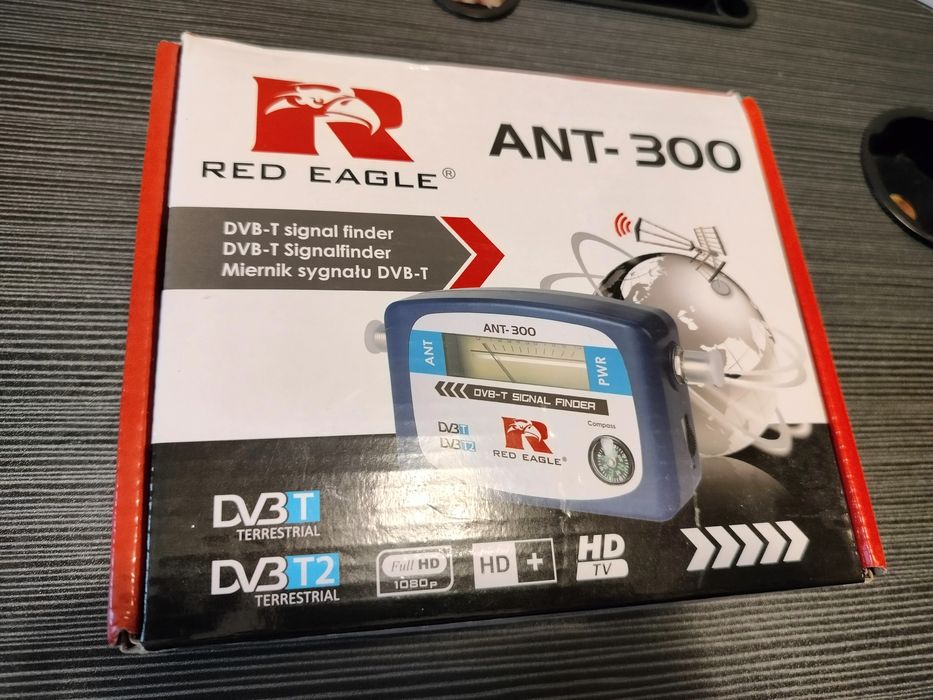 RED EAGLE®
ANT-300
DVB-T signal finder
DVB-T Signalfinder
Miernik sygnału DVB-T
ANT-300
ANT
PWR
DVB-T SIGNAL FINDER
DVB T
DVB T2
RED EAGLE®
Compass
DVB T
TERRESTRIAL
DVB T2
TERRESTRIAL
Full HD
1080p
HD +
HD
TV